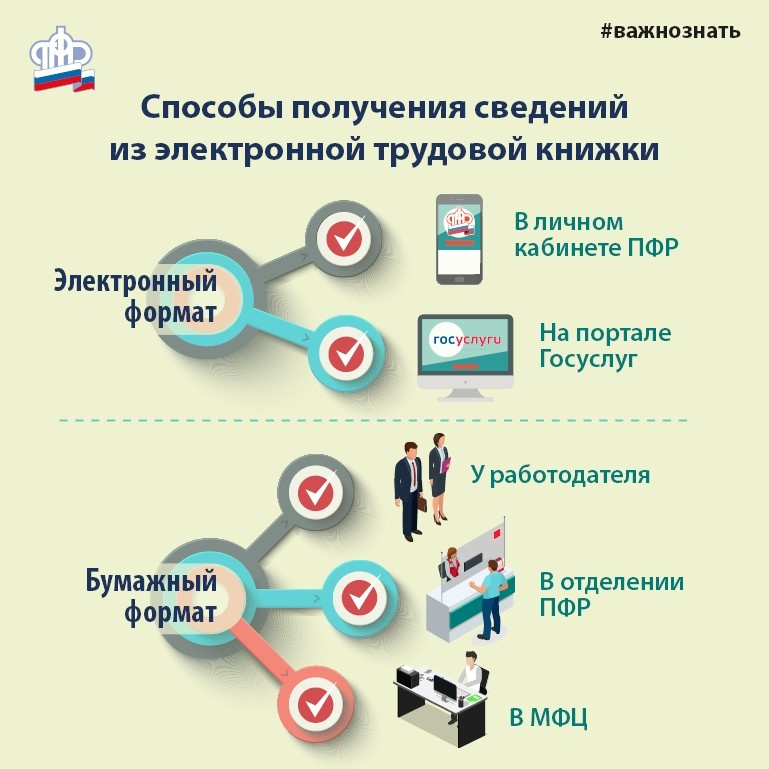 #важнознать
ПФР
Способы получения сведений
из электронной трудовой книжки
Электронный
формат
В личном
кабинете ПФР
госуслуги
На портале
Госуслуг
Бумажный
формат
У работодателя
В отделении
ПФР
В МФЦ